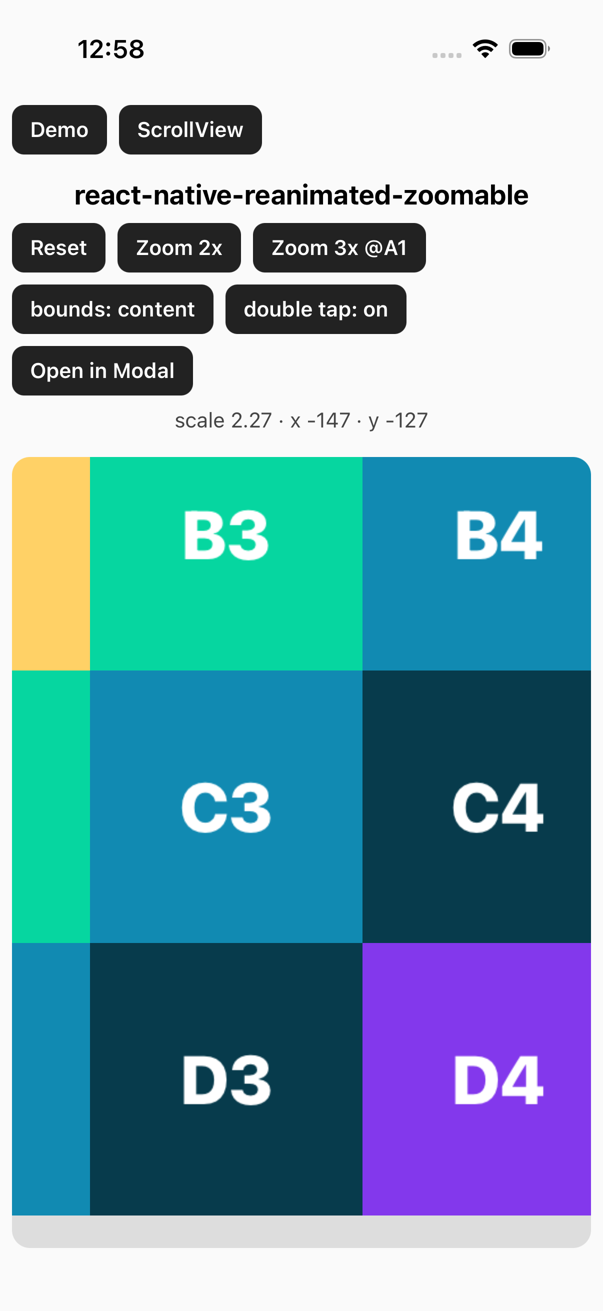 12:58
Demo ScrollView
react-native-reanimated-zoomable
Reset Zoom 2x Zoom 3x @A1
bounds: content double tap: on
Open in Modal
scale 2.27 · x -147 · y -127
B3 B4
C3 C4
D3 D4